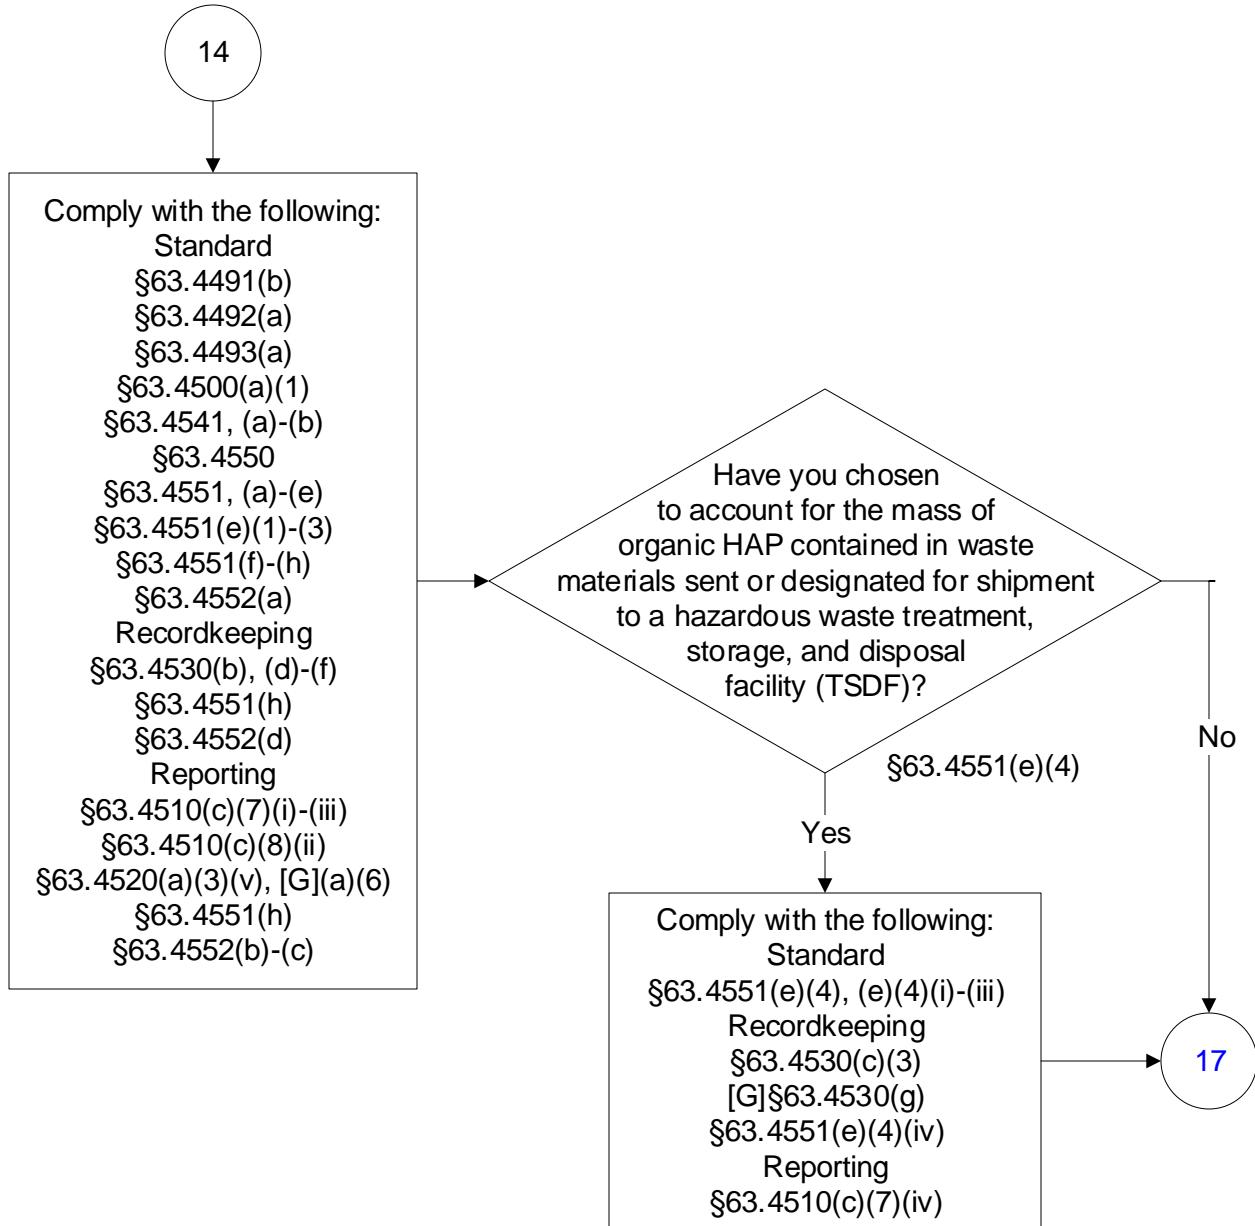 14
Comply with the following:
Standard
§63.4491(b)
§63.4492(a)
§63.4493(a)
§63.4500(a)(1)
§63.4541, (a)-(b)
§63.4550
§63.4551, (a)-(e)
§63.4551(e)(1)-(3)
§63.4551(f)-(h)
§63.4552(a)
Recordkeeping
§63.4530(b), (d)-(f)
§63.4551(h)
§63.4552(d)
Reporting
§63.4510(c)(7)(i)-(iii)
§63.4510(c)(8)(ii)
§63.4520(a)(3)(v), [G](a)(6)
§63.4551(h)
§63.4552(b)-(c)
Have you chosen
to account for the mass of
organic HAP contained in waste
materials sent or designated for shipment
to a hazardous waste treatment,
storage, and disposal
facility (TSDF)?
§63.4551(e)(4)
No
Yes
Comply with the following:
Standard
§63.4551(e)(4), (e)(4)(i)-(iii)
Recordkeeping
§63.4530(c)(3)
[G]§63.4530(g)
§63.4551(e)(4)(iv)
Reporting
§63.4510(c)(7)(iv)
17